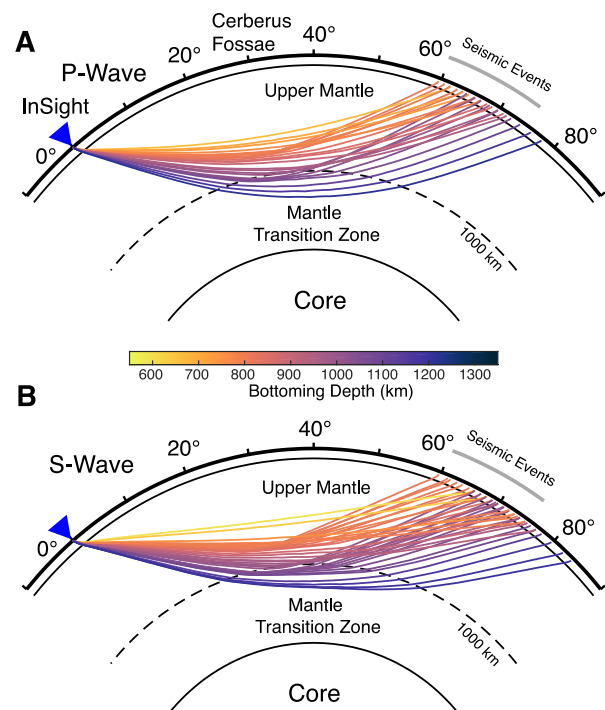 A
Cerberus
Fossae
40°
20°
60°
Seismic Events
P-Wave
Upper Mantle
InSight
0°
80°
Mantle
Transition Zone
1000 km
Core
600 700 800 900 1000 1100 1200 1300
Bottoming Depth (km)
B
40°
20°
60°
Seismic Events
S-Wave
Upper Mantle
0°
80°
Mantle
Transition Zone
1000 km
Core